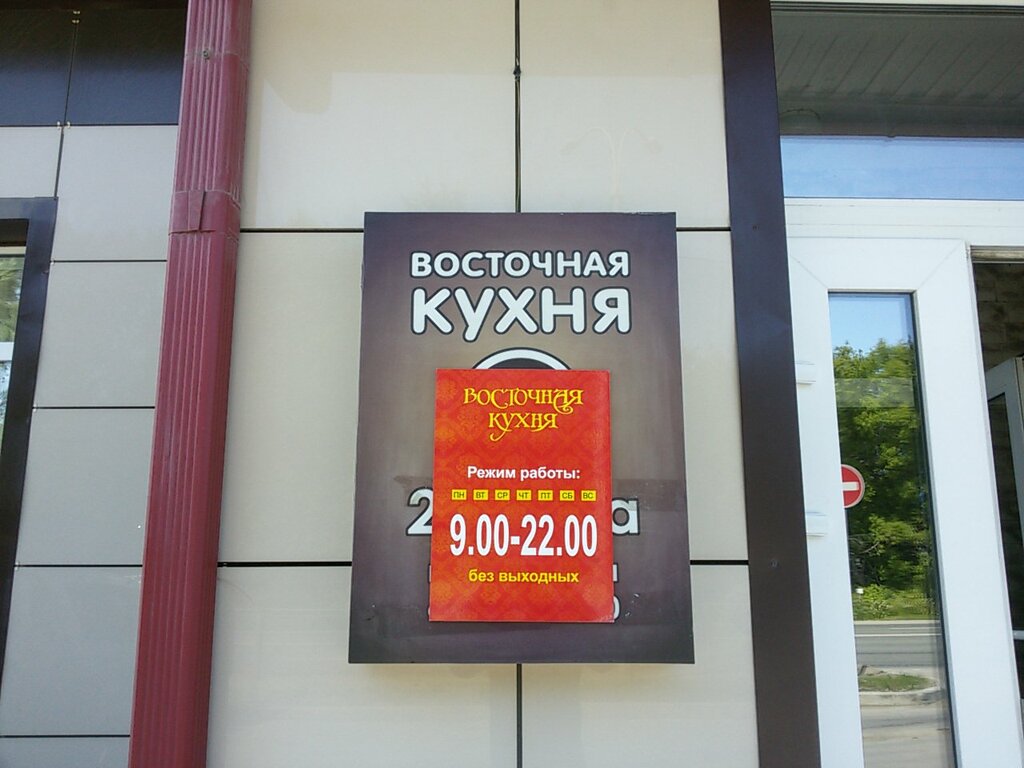 ВОСТОЧНАЯ
КУХНЯ
ВОСТОЧНАЯ
КУХНЯ
Режим работы:
ПН ВТ СР ЧТ ПТ СБ ВС
9.00-22.00
без выходных